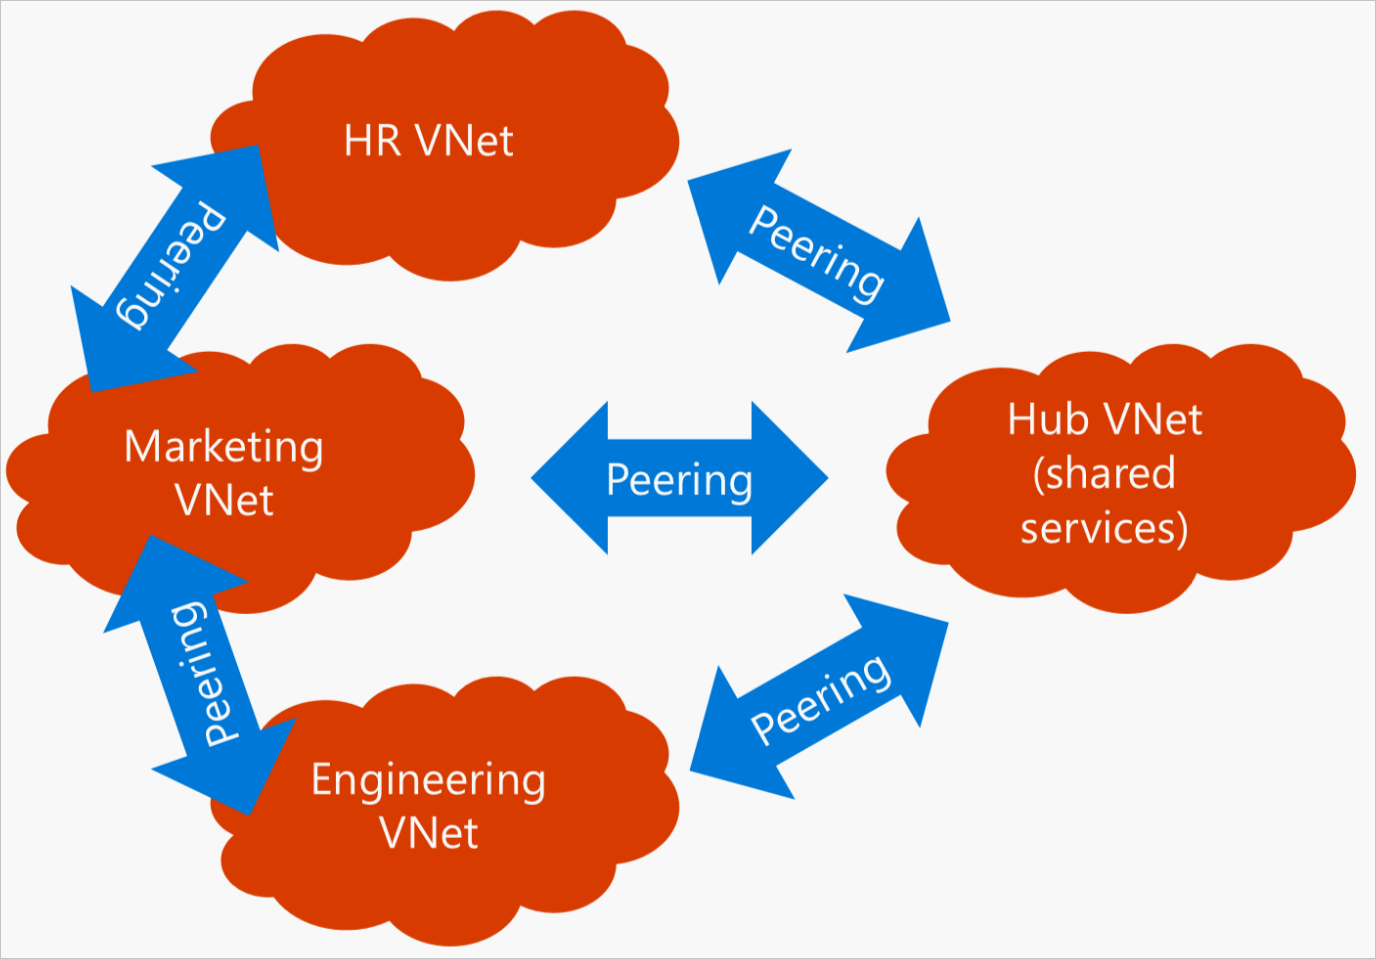 HR VNet
Peering
Peering
Marketing
VNet
Peering
Hub VNet
(shared
services)
Peering
Peering
Engineering
VNet